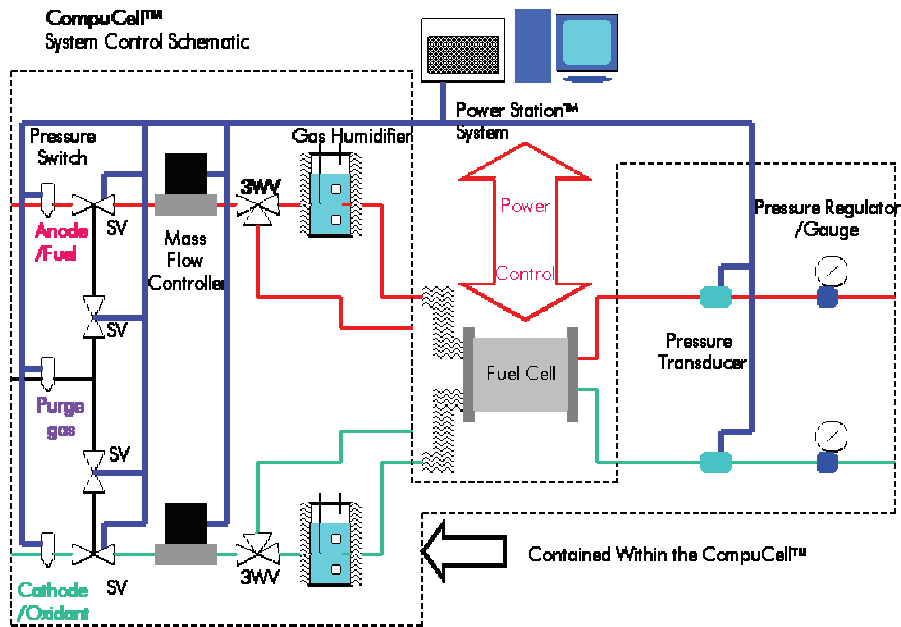 CompuCell™
System Control Schematic
Power Station™
System
Pressure
Switch
Gas Humidifier
3WV
SV
Anode
/Fuel
Mass
Flow
Controller
Power
Control
Pressure Regulator
/Gauge
SV
Pressure
Transducer
Fuel Cell
Purge
gas
SV
3WV
SV
Cathode
/Oxidant
Contained Within the CompuCell™